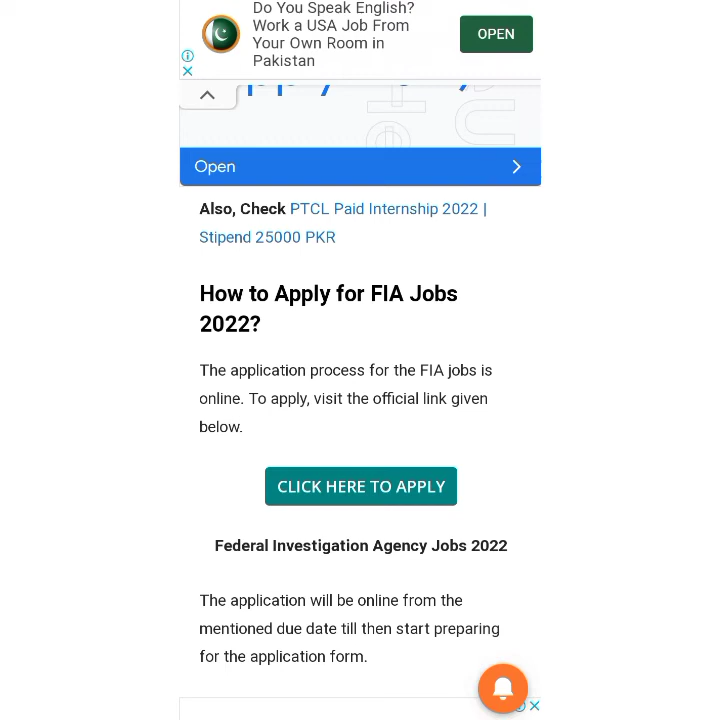 Do You Speak English?
Work a USA Job From
Your Own Room in
Pakistan
OPEN
Open
Also, Check PTCL Paid Internship 2022 |
Stipend 25000 PKR
How to Apply for FIA Jobs
2022?
The application process for the FIA jobs is
online. To apply, visit the official link given
below.
CLICK HERE TO APPLY
Federal Investigation Agency Jobs 2022
The application will be online from the
mentioned due date till then start preparing
for the application form.